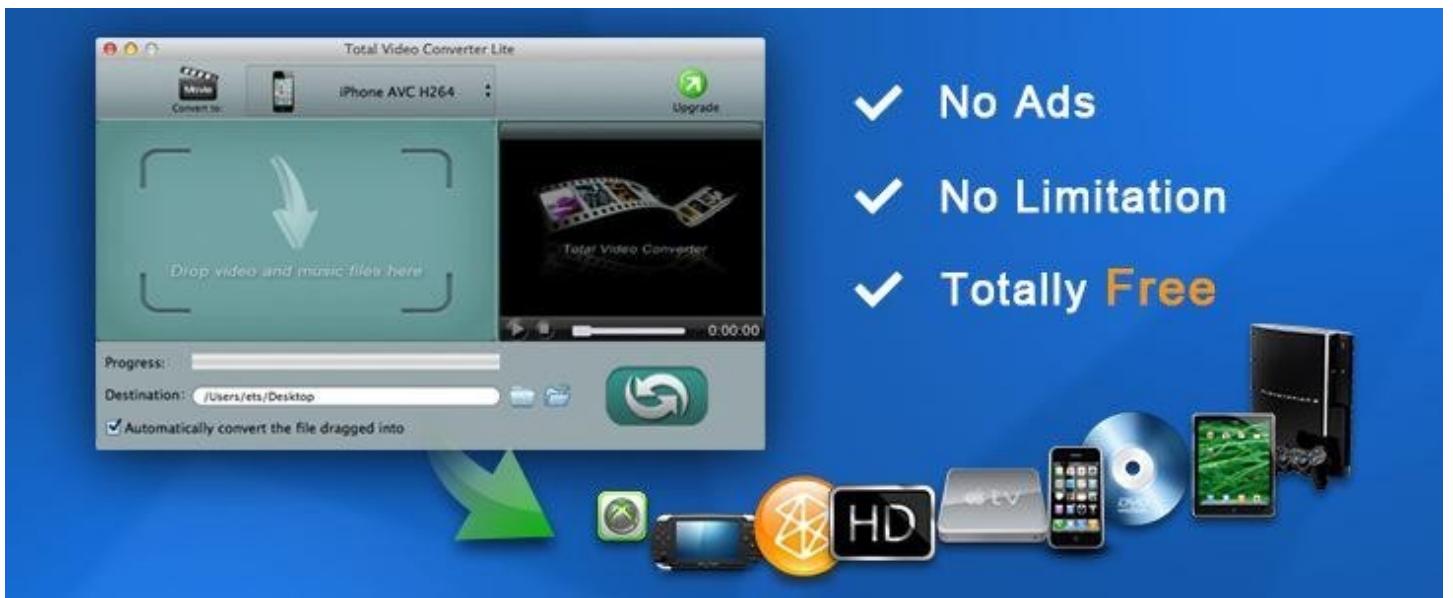 Total Video Converter Lite
Movie
Convert to:
iPhone AVC H264
Upgrade
Drop video and music files here
Total Video Converter
0:00:00
Progress:
Destination: /Users/ets/Desktop
Automatically convert the file dragged into
No Ads
No Limitation
Totally Free
HD
tv
DVD